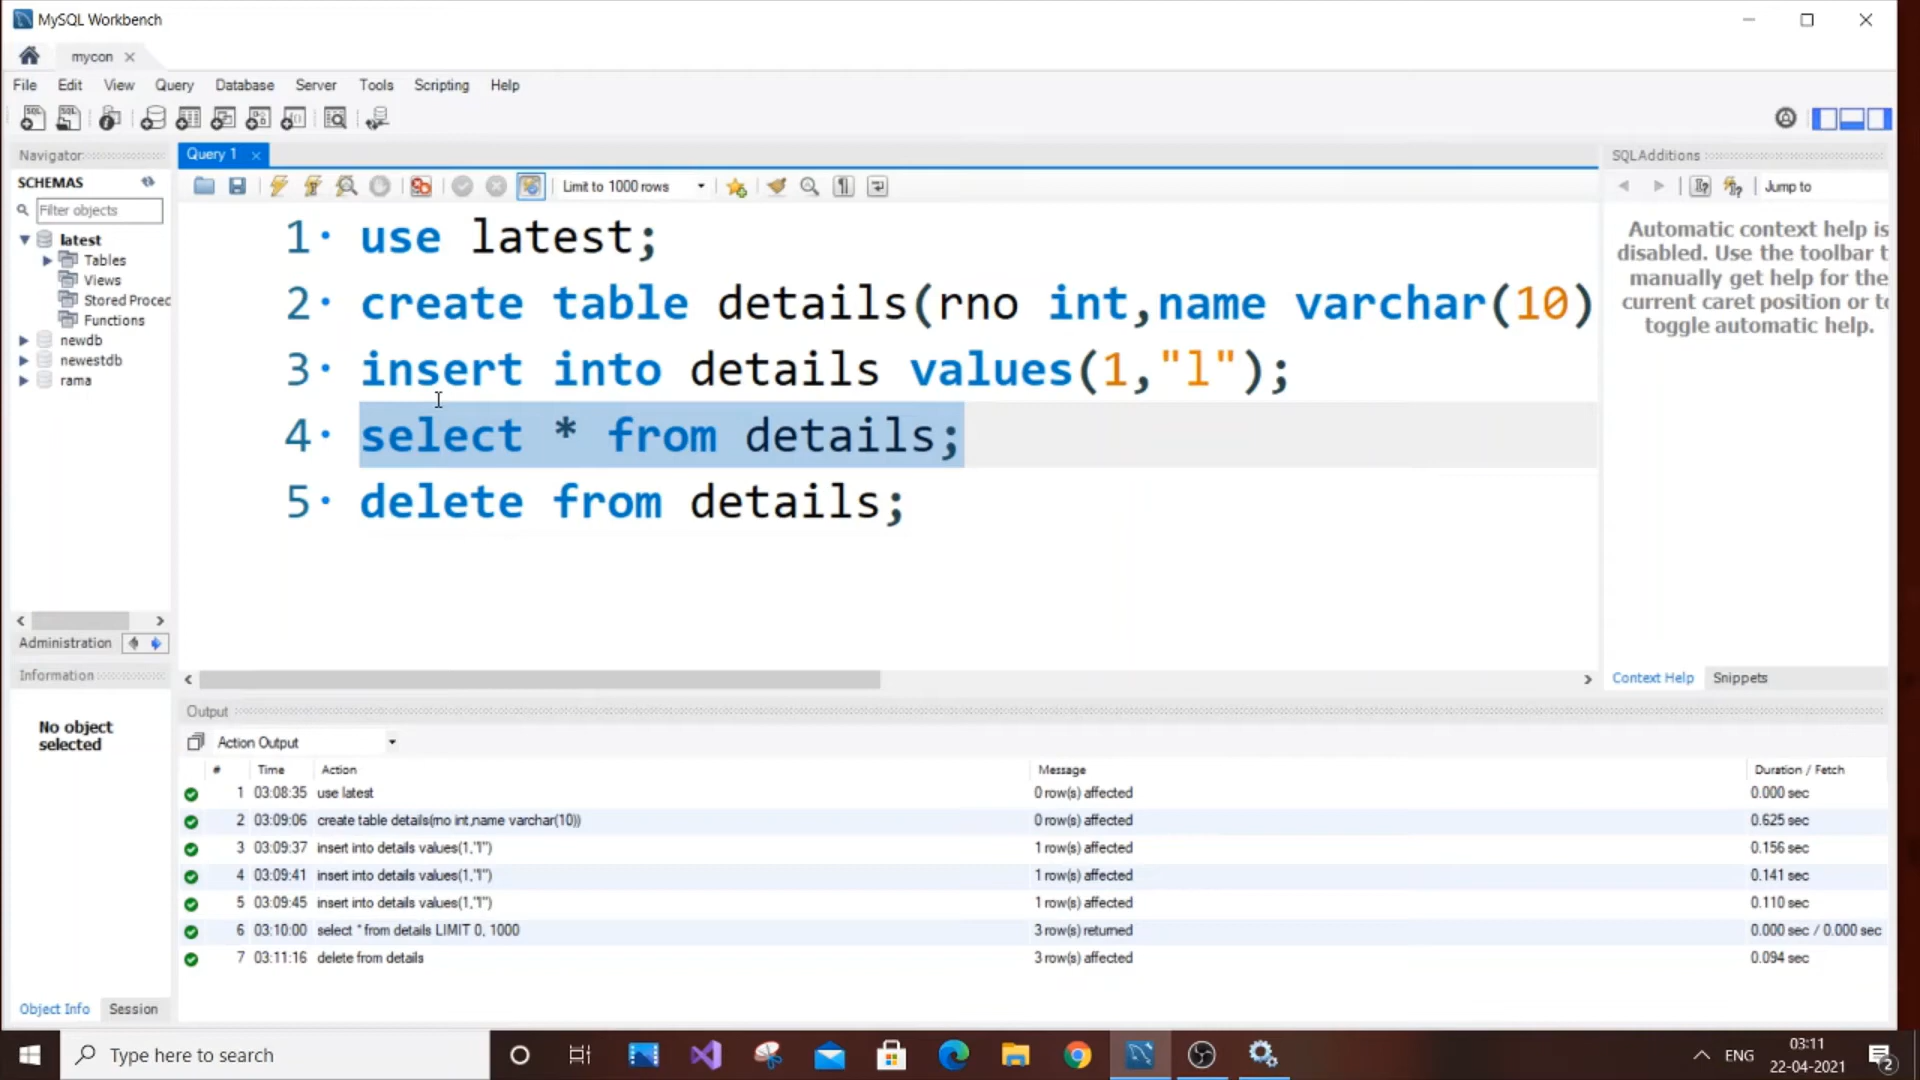 MySQL Workbench
mycon
File Edit View Query Database Server Tools Scripting Help
Navigator
Query 1
SQLAdditions
SCHEMAS
Limit to 1000 rows
Jump to
Filter objects
latest
Tables
Views
Stored Proced
Functions
newdb
newestdb
rama
1 use latest;
2 create table details(rno int,name varchar(10)
3 insert into details values(1,"l");
4 select * from details;
5 delete from details;
Automatic context help is
disabled. Use the toolbar t
manually get help for the
current caret position or to
toggle automatic help.
Administration
Information
No object
selected
Context Help Snippets
Output
Action Output
# Time Action Message Duration / Fetch
1 03:08:35 use latest 0 row(s) affected 0.000 sec
2 03:09:06 create table details(rno int,name varchar(10)) 0 row(s) affected 0.625 sec
3 03:09:37 insert into details values(1,"l") 1 row(s) affected 0.156 sec
4 03:09:41 insert into details values(1,"l") 1 row(s) affected 0.141 sec
5 03:09:45 insert into details values(1,"l") 1 row(s) affected 0.110 sec
6 03:10:00 select * from details LIMIT 0, 1000 3 row(s) returned 0.000 sec / 0.000 sec
7 03:11:16 delete from details 3 row(s) affected 0.094 sec
Object Info Session
Type here to search
ENG
03:11
22-04-2021
2